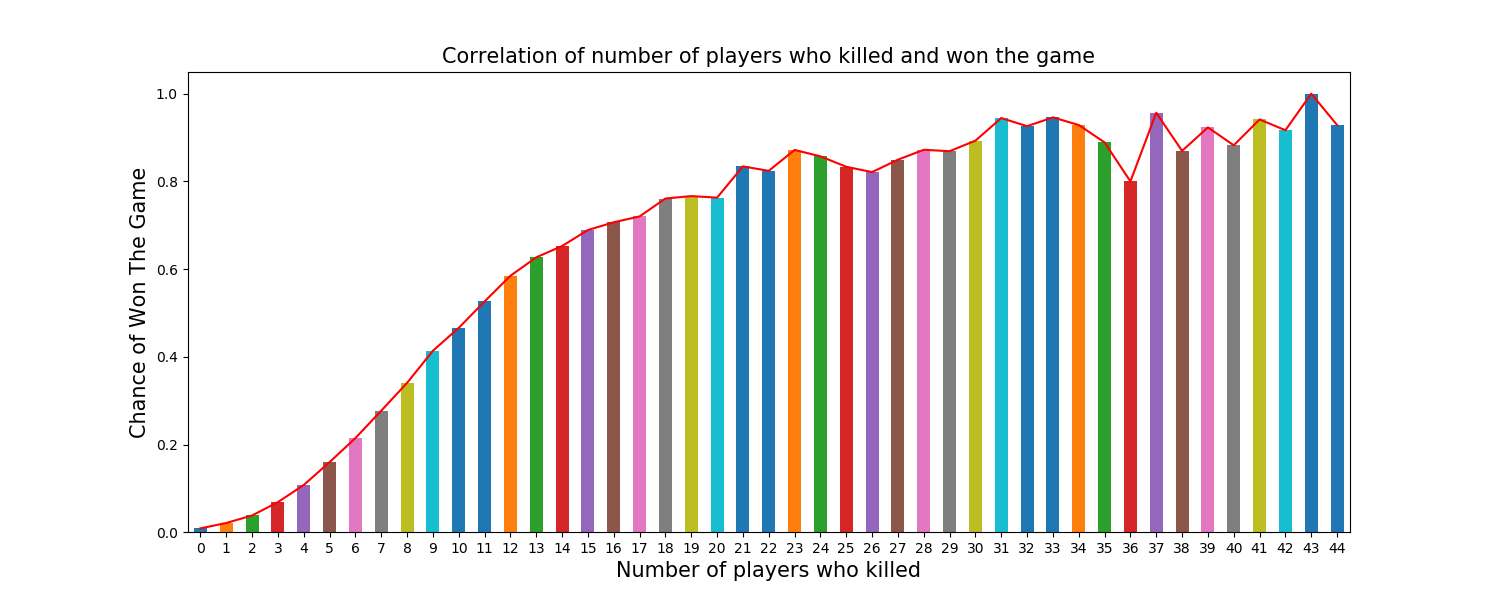 Correlation of number of players who killed and won the game
Chance of Won The Game
1.0
0.8
0.6
0.4
0.2
0.0
0 1 2 3 4 5 6 7 8 9 10 11 12 13 14 15 16 17 18 19 20 21 22 23 24 25 26 27 28 29 30 31 32 33 34 35 36 37 38 39 40 41 42 43 44
Number of players who killed